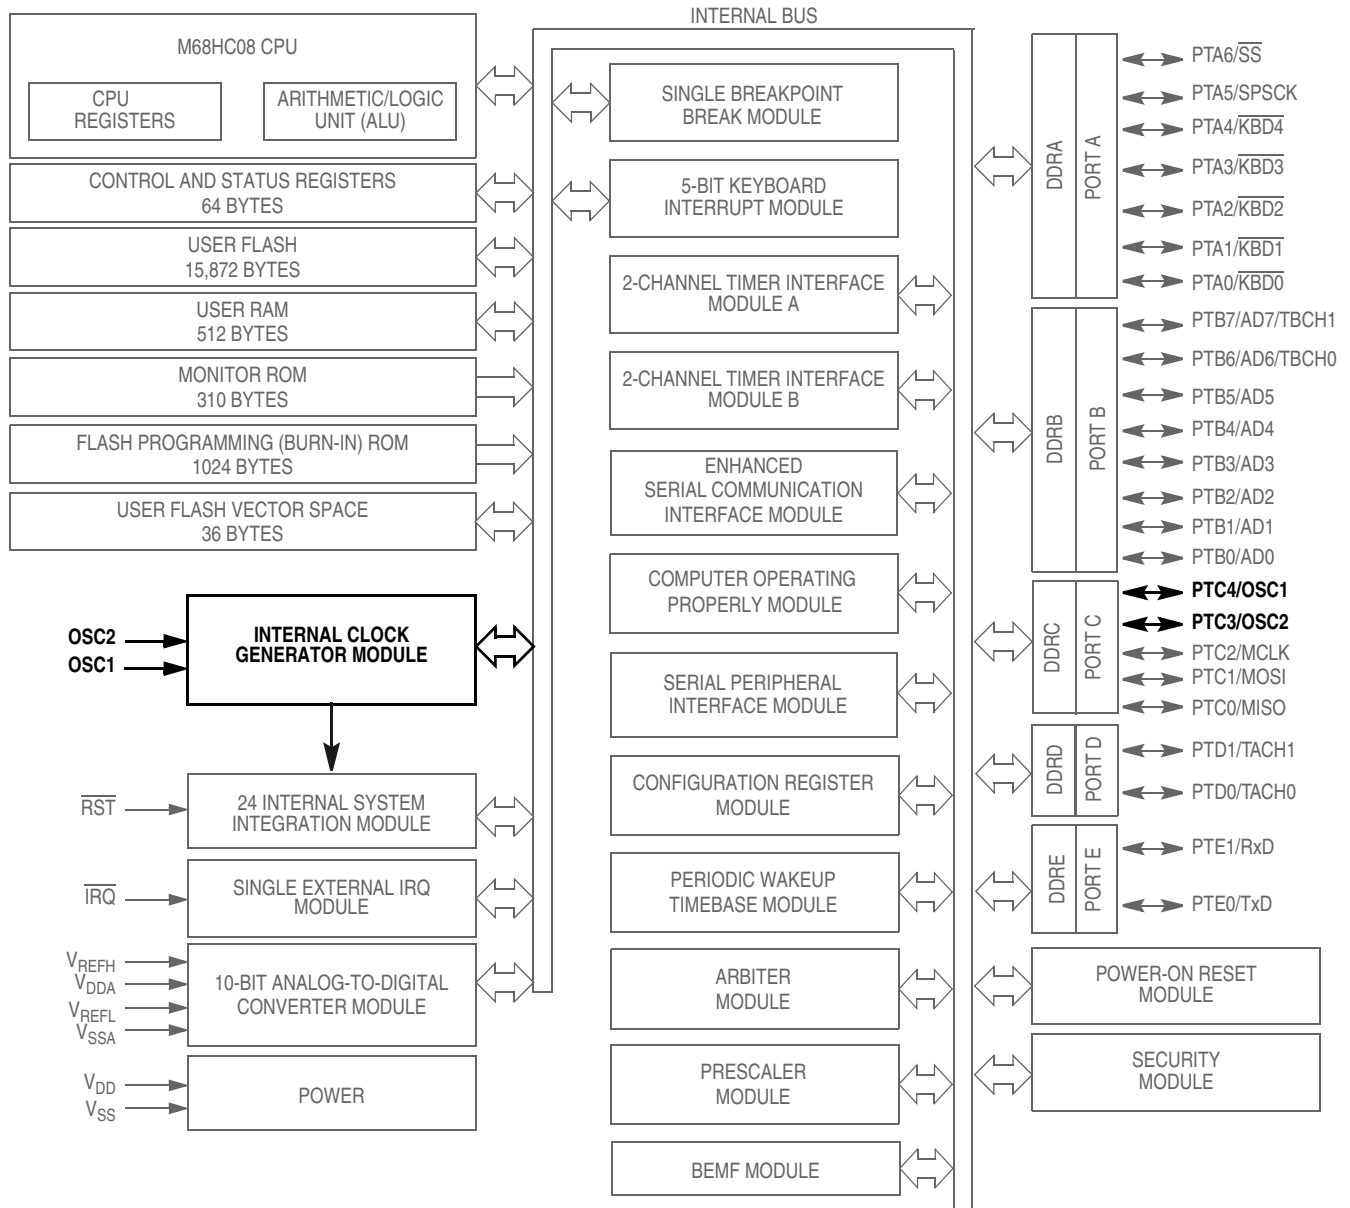 INTERNAL BUS
M68HC08 CPU
CPU
REGISTERS
ARITHMETIC/LOGIC
UNIT (ALU)
CONTROL AND STATUS REGISTERS
64 BYTES
USER FLASH
15,872 BYTES
USER RAM
512 BYTES
MONITOR ROM
310 BYTES
FLASH PROGRAMMING (BURN-IN) ROM
1024 BYTES
USER FLASH VECTOR SPACE
36 BYTES
OSC2
OSC1
INTERNAL CLOCK
GENERATOR MODULE
RST
24 INTERNAL SYSTEM
INTEGRATION MODULE
IRQ
SINGLE EXTERNAL IRQ
MODULE
VREFH
VDDA
VREFL
VSSA
10-BIT ANALOG-TO-DIGITAL
CONVERTER MODULE
VDD
VSS
POWER
SINGLE BREAKPOINT
BREAK MODULE
5-BIT KEYBOARD
INTERRUPT MODULE
2-CHANNEL TIMER INTERFACE
MODULE A
2-CHANNEL TIMER INTERFACE
MODULE B
ENHANCED
SERIAL COMMUNICATION
INTERFACE MODULE
COMPUTER OPERATING
PROPERLY MODULE
SERIAL PERIPHERAL
INTERFACE MODULE
CONFIGURATION REGISTER
MODULE
PERIODIC WAKEUP
TIMEBASE MODULE
ARBITER
MODULE
PRESCALER
MODULE
BEMF MODULE
DDRA
PORT A
PTA6/SS
PTA5/SPSCK
PTA4/KBD4
PTA3/KBD3
PTA2/KBD2
PTA1/KBD1
PTA0/KBD0
DDRB
PORT B
PTB7/AD7/TBCH1
PTB6/AD6/TBCH0
PTB5/AD5
PTB4/AD4
PTB3/AD3
PTB2/AD2
PTB1/AD1
PTB0/AD0
DDRC
PORT C
PTC4/OSC1
PTC3/OSC2
PTC2/MCLK
PTC1/MOSI
PTC0/MISO
DDRD
PORT D
PTD1/TACH1
PTD0/TACH0
DDRE
PORT E
PTE1/RxD
PTE0/TxD
POWER-ON RESET
MODULE
SECURITY
MODULE